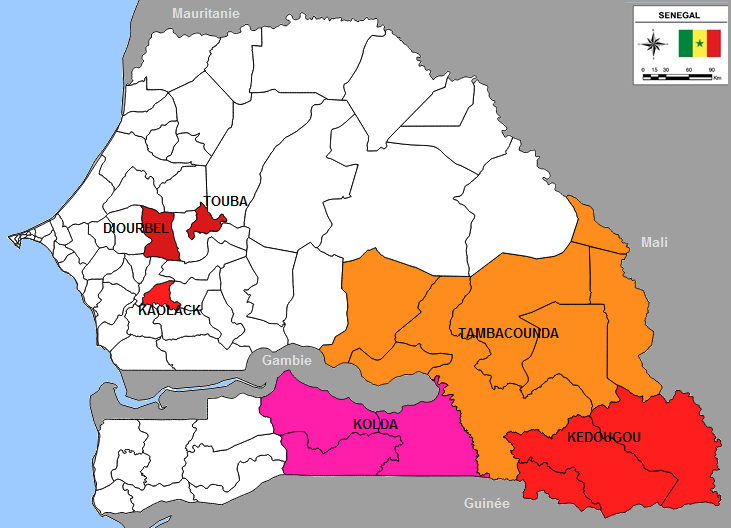 Mauritanie
SENEGAL
0 15 30 60 90
Km
TOUBA
DIOURBEL
Mali
KAOLACK
TAMBACOUNDA
Gambie
KOLDA
KEDOUGOU
Guinée